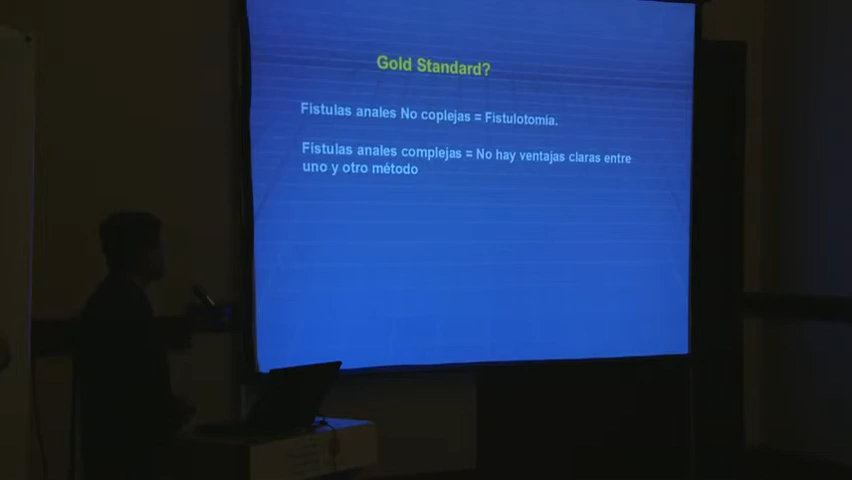 Gold Standard?
Fistulas anales No coplejas = Fistulotomía.
Fistulas anales complejas = No hay ventajas claras entre
uno y otro método